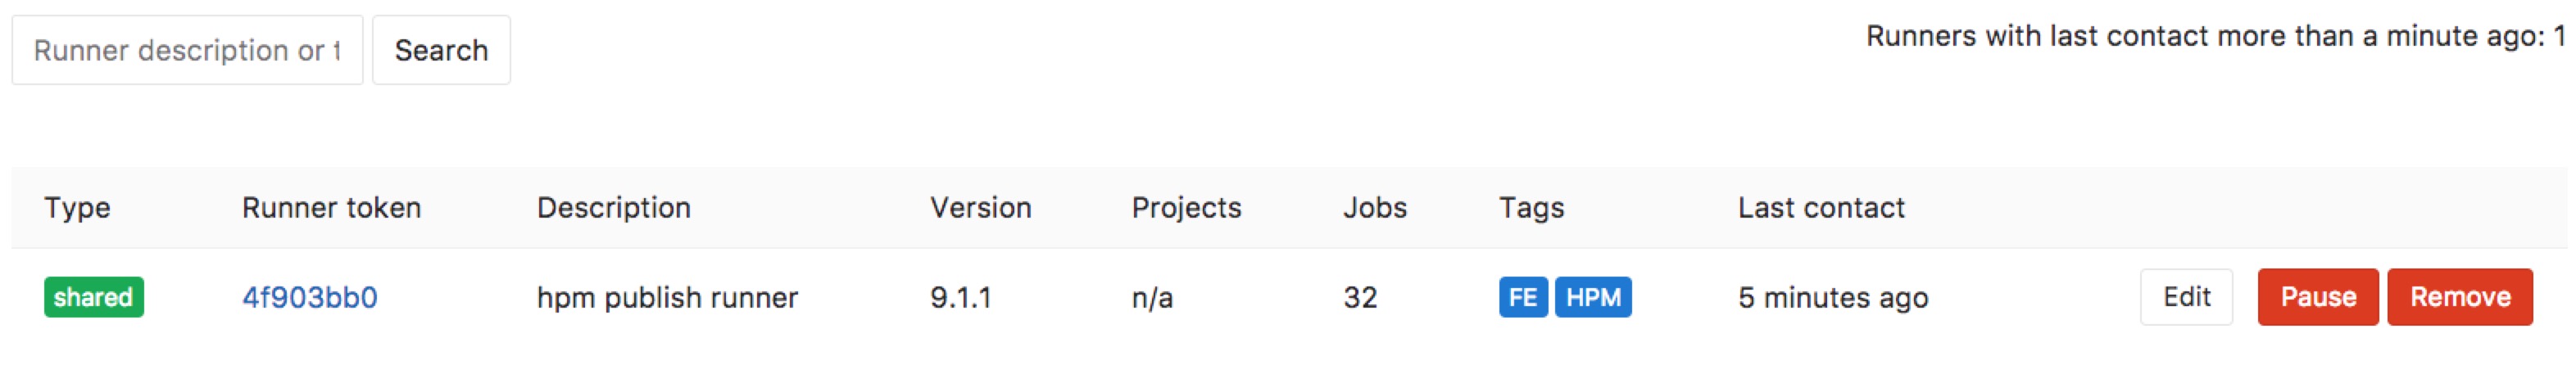 Runner description or t Search Runners with last contact more than a minute ago: 1
Type Runner token Description Version Projects Jobs Tags Last contact
shared 4f903bb0 hpm publish runner 9.1.1 n/a 32 FE HPM 5 minutes ago Edit Pause Remove